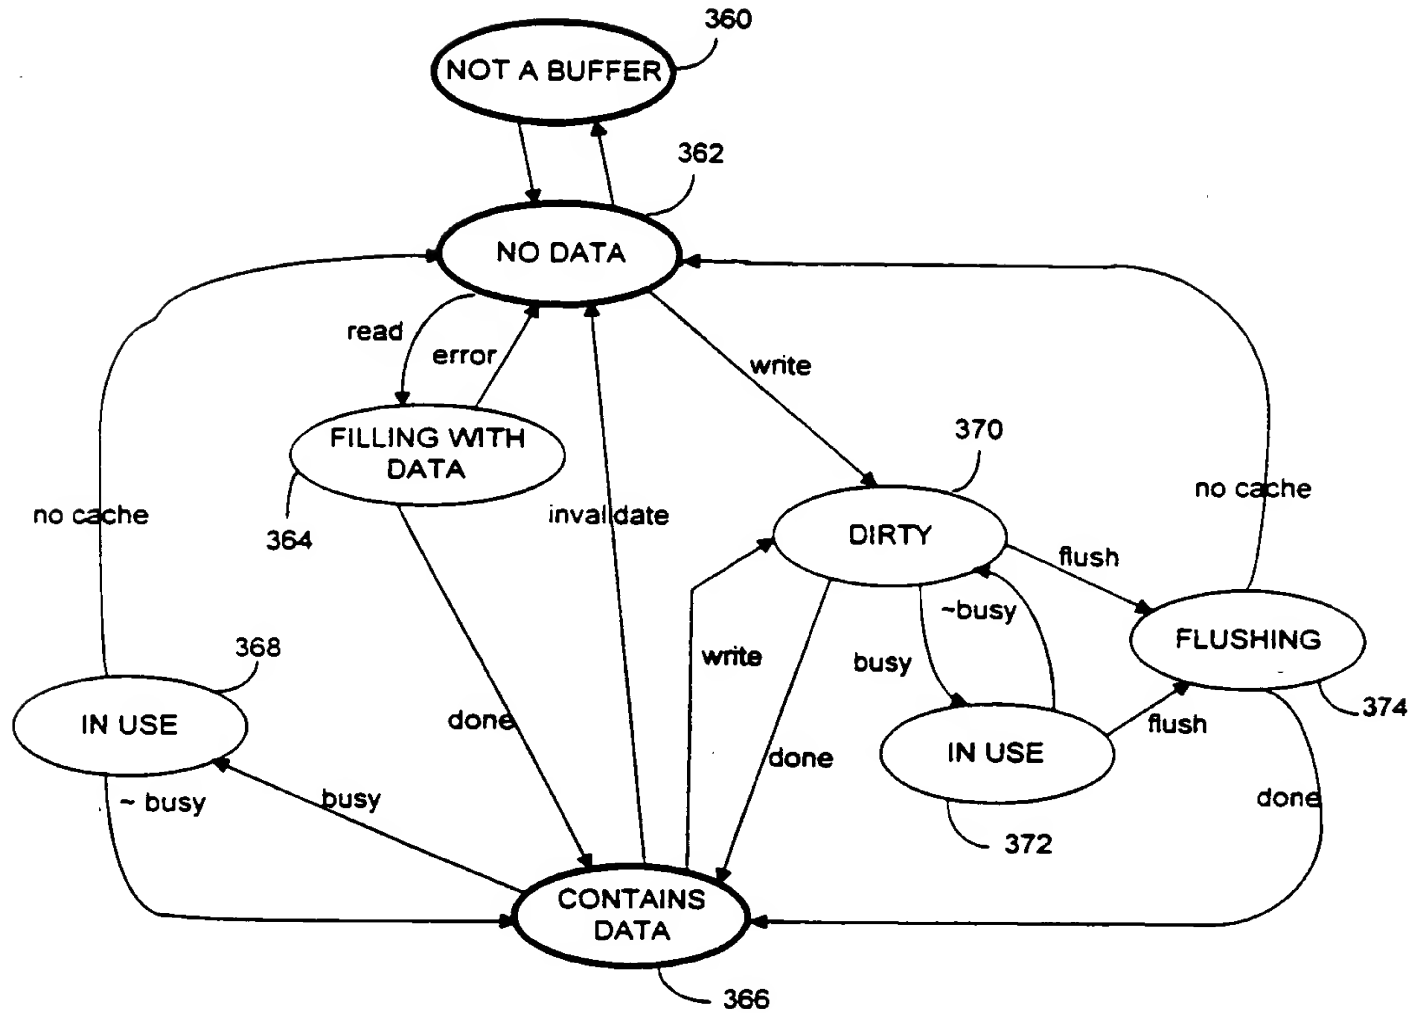 360
NOT A BUFFER
362
NO DATA
read
error
write
FILLING WITH
DATA
370
no cache
invalidate
no cache
364
DIRTY
flush
~busy
FLUSHING
368
write
busy
374
IN USE
done
flush
IN USE
done
~ busy
busy
done
372
CONTAINS
DATA
366